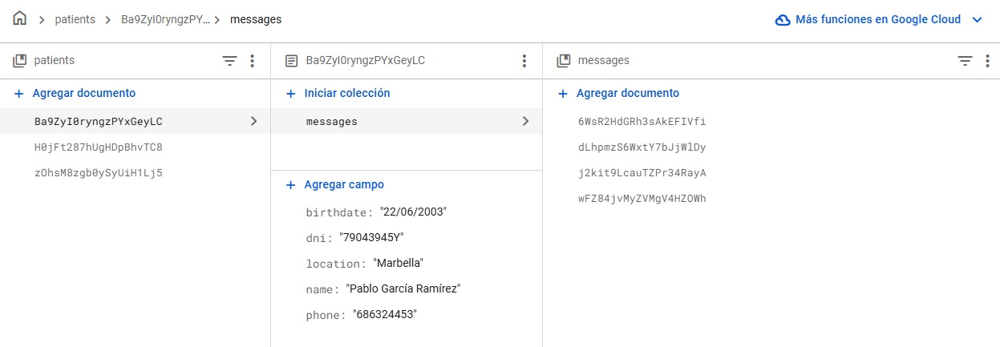 patients
Ba9ZyI0ryngzPY...
messages
Más funciones en Google Cloud
patients
Agregar documento
Ba9ZyI0ryngzPYxGeyLC
H0jFt287hUgHDpBhvTC8
zOhsM8zgb0ySyUiH1Lj5
Ba9ZyI0ryngzPYxGeyLC
Iniciar colección
messages
Agregar campo
birthdate: "22/06/2003"
dni: "79043945Y"
location: "Marbella"
name: "Pablo García Ramírez"
phone: "686324453"
messages
Agregar documento
6WsR2HdGRh3sAkEFIVfi
dLhpmzS6WxtY7bJjWlDy
j2kit9LcauTZPr34RayA
wFZ84jvMyZVMgV4HZOWh